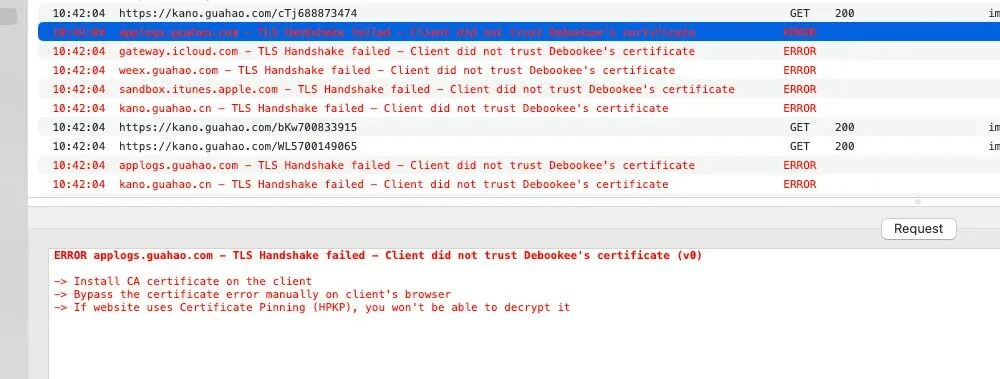 10:42:04 https://kano.guahao.com/cTj688873474 GET 200 im
10:42:04 applogs.guahao.com – TLS Handshake failed – Client did not trust Debookee's certificate ERROR
10:42:04 gateway.icloud.com – TLS Handshake failed – Client did not trust Debookee's certificate ERROR
10:42:04 weex.guahao.com – TLS Handshake failed – Client did not trust Debookee's certificate ERROR
10:42:04 sandbox.itunes.apple.com – TLS Handshake failed – Client did not trust Debookee's certificate ERROR
10:42:04 kano.guahao.cn – TLS Handshake failed – Client did not trust Debookee's certificate ERROR
10:42:04 https://kano.guahao.com/bKw700833915 GET 200 im
10:42:04 https://kano.guahao.com/WL5700149065 GET 200 im
10:42:04 applogs.guahao.com – TLS Handshake failed – Client did not trust Debookee's certificate ERROR
10:42:04 kano.guahao.cn – TLS Handshake failed – Client did not trust Debookee's certificate ERROR
Request
ERROR applogs.guahao.com – TLS Handshake failed – Client did not trust Debookee's certificate (v0)
–> Install CA certificate on the client
–> Bypass the certificate error manually on client's browser
–> If website uses Certificate Pinning (HPKP), you won't be able to decrypt it